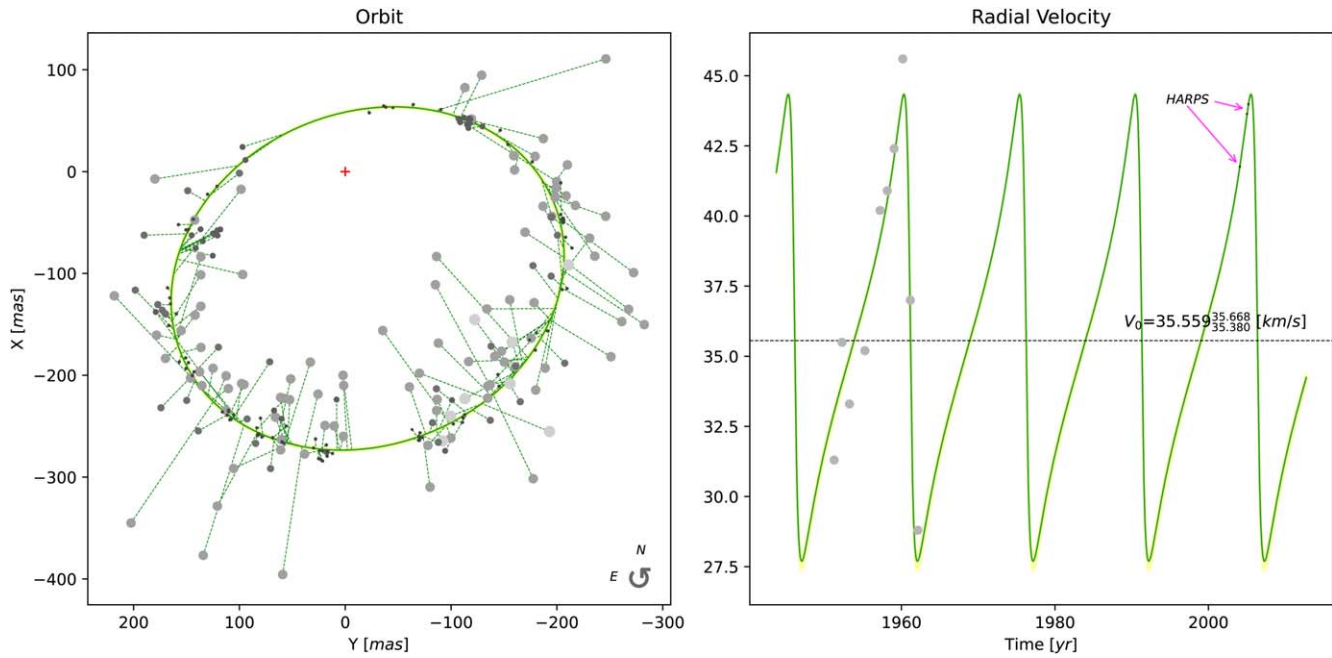 Orbit
100
0
−100
−200
−300
−400
X [mas]
200
100
0
−100
−200
−300
Y [mas]
N
E
Radial Velocity
45.0
42.5
40.0
37.5
35.0
32.5
30.0
27.5
HARPS
V₀=35.559 35.668 35.380 [km/s]
1960
1980
2000
Time [yr]